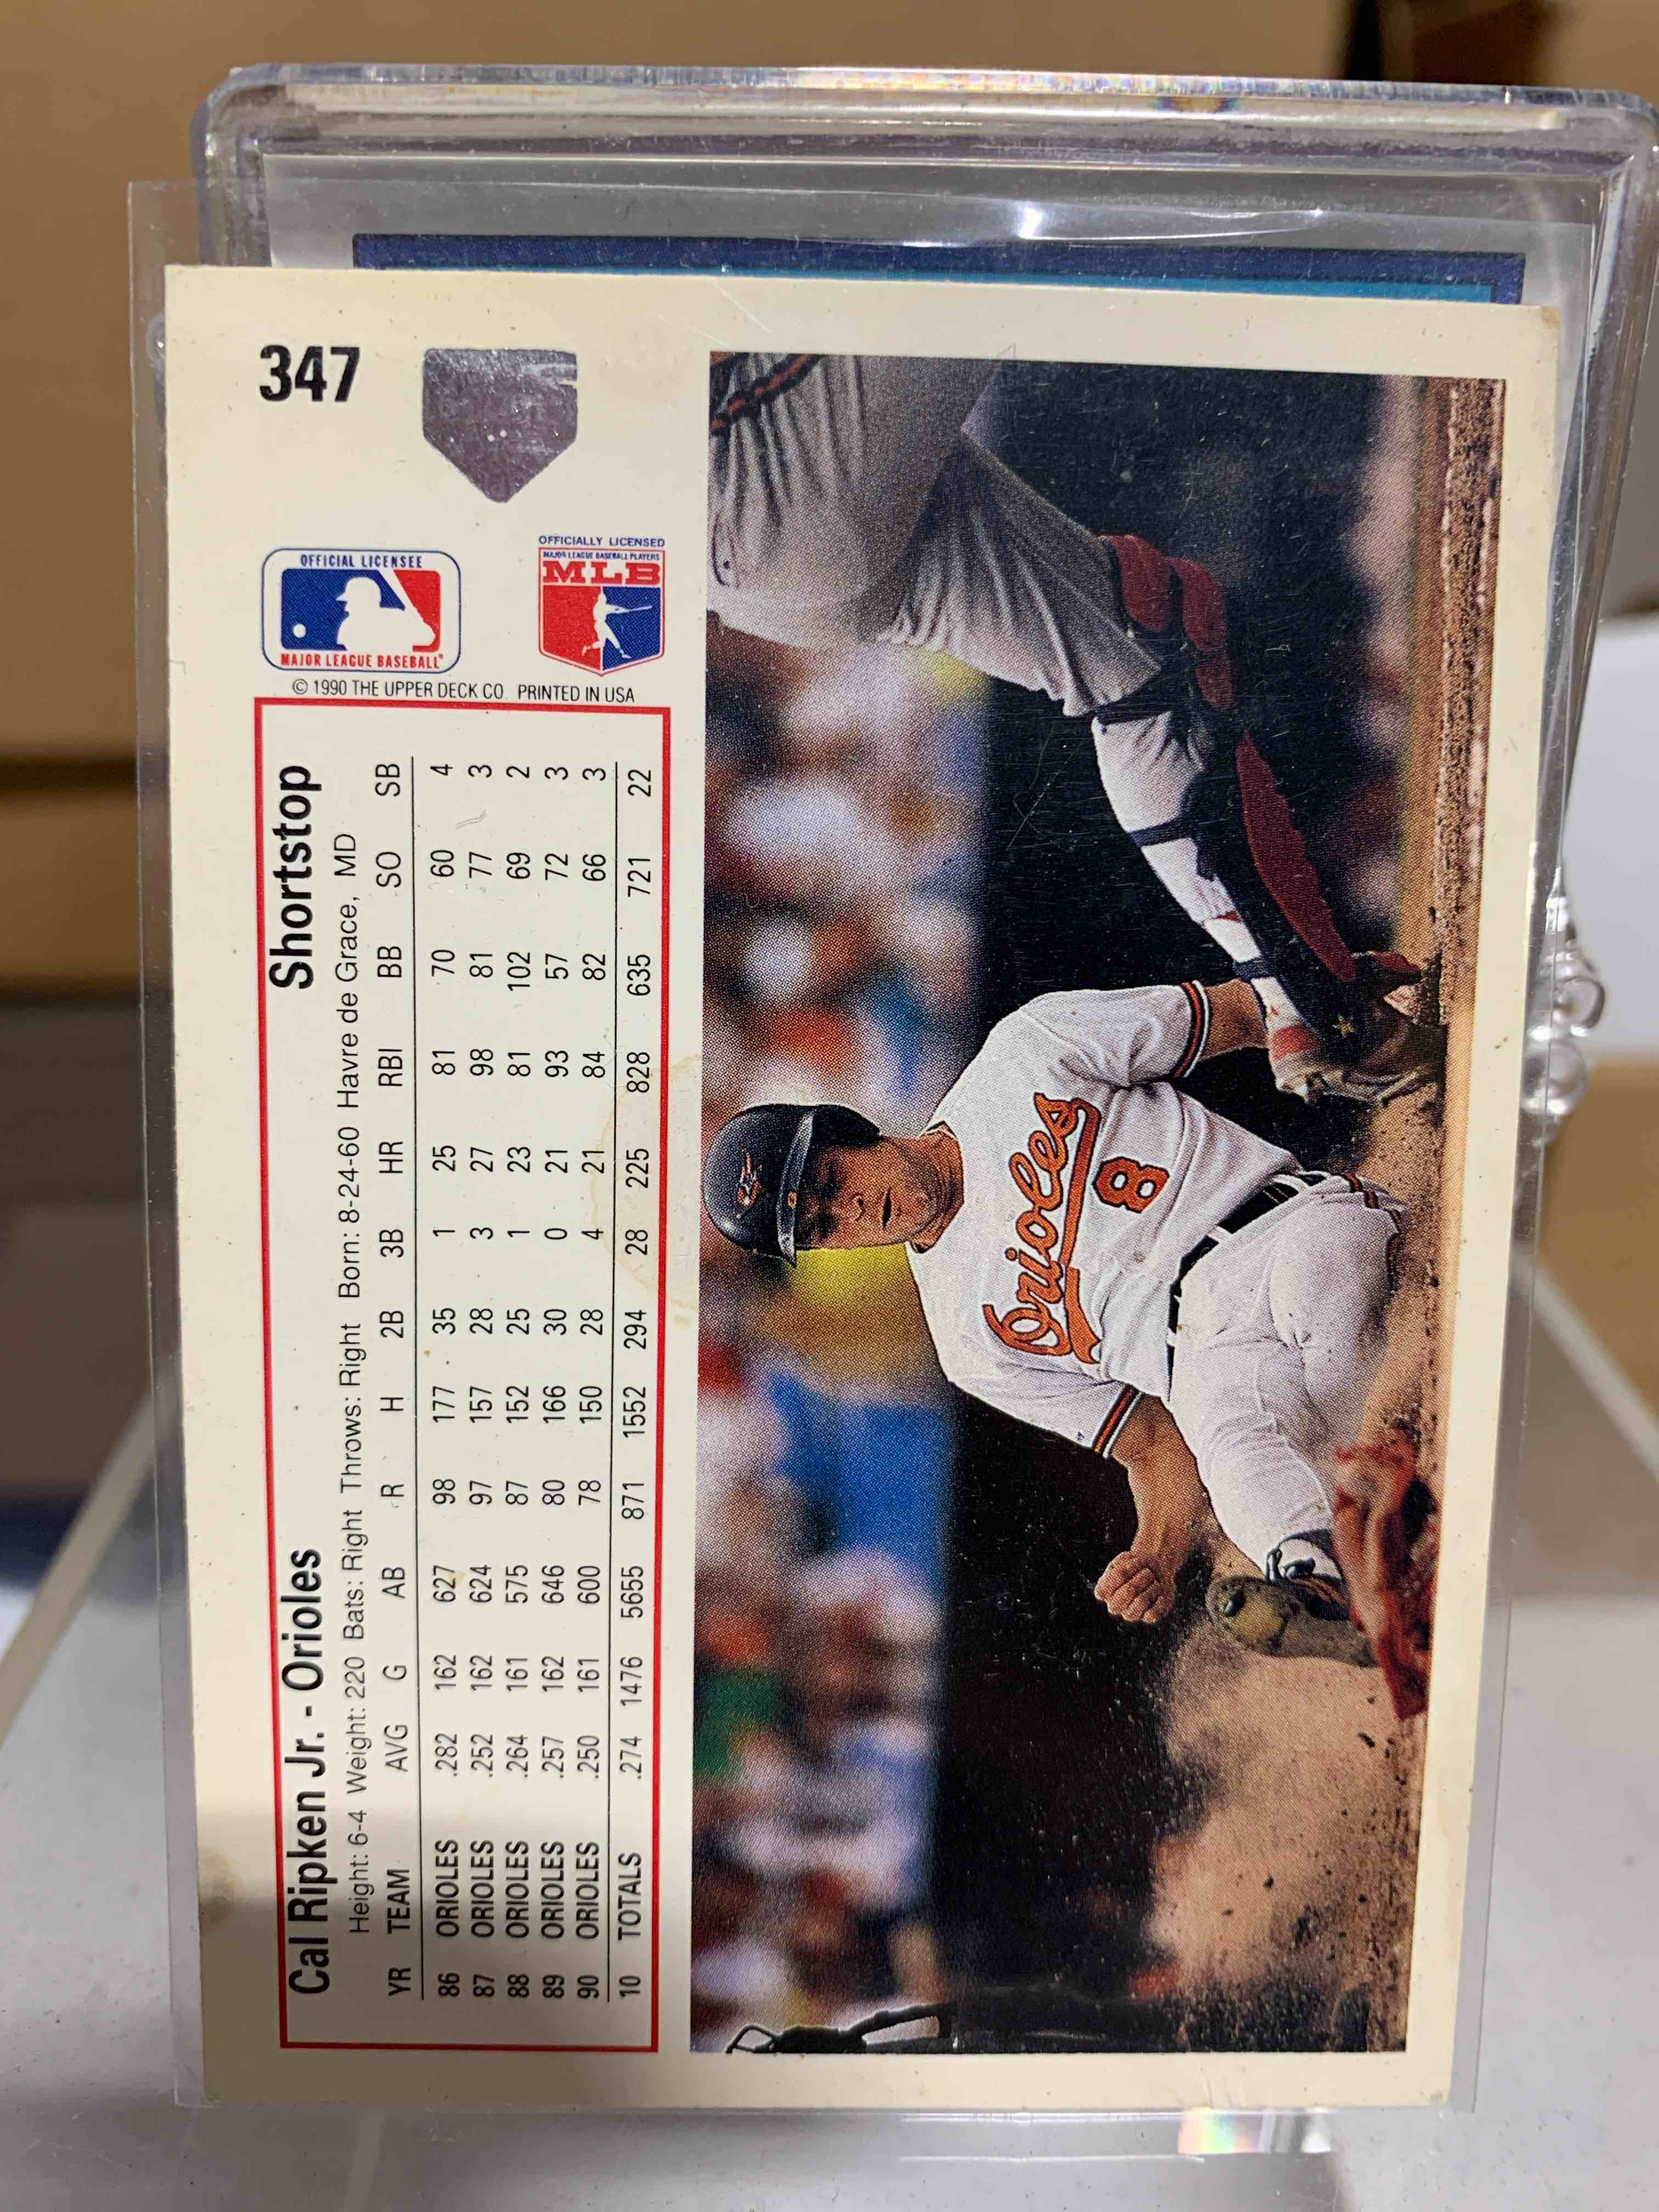 Cal Ripken Jr. - Orioles Shortstop
Height: 6-4 Weight: 220 Bats: Right Throws: Right Born: 8-24-60 Havre de Grace, MD
YR TEAM AVG G AB R H 2B 3B HR RBI BB SO SB
86 ORIOLES .282 162 627 98 177 35 1 25 81 70 60 4
87 ORIOLES .252 162 624 97 157 28 3 27 98 81 77 3
88 ORIOLES .264 161 575 87 152 25 1 23 81 102 69 2
89 ORIOLES .257 162 646 80 166 30 0 21 93 57 72 3
90 ORIOLES .250 161 600 78 150 28 4 21 84 82 66 3
10 TOTALS .274 1476 5655 871 1552 294 28 225 828 635 721 22
© 1990 THE UPPER DECK CO. PRINTED IN USA
347
OFFICIAL LICENSEE
MAJOR LEAGUE BASEBALL
OFFICIALLY LICENSED
MAJOR LEAGUE BASEBALL PLAYERS
MLB
Orioles
8